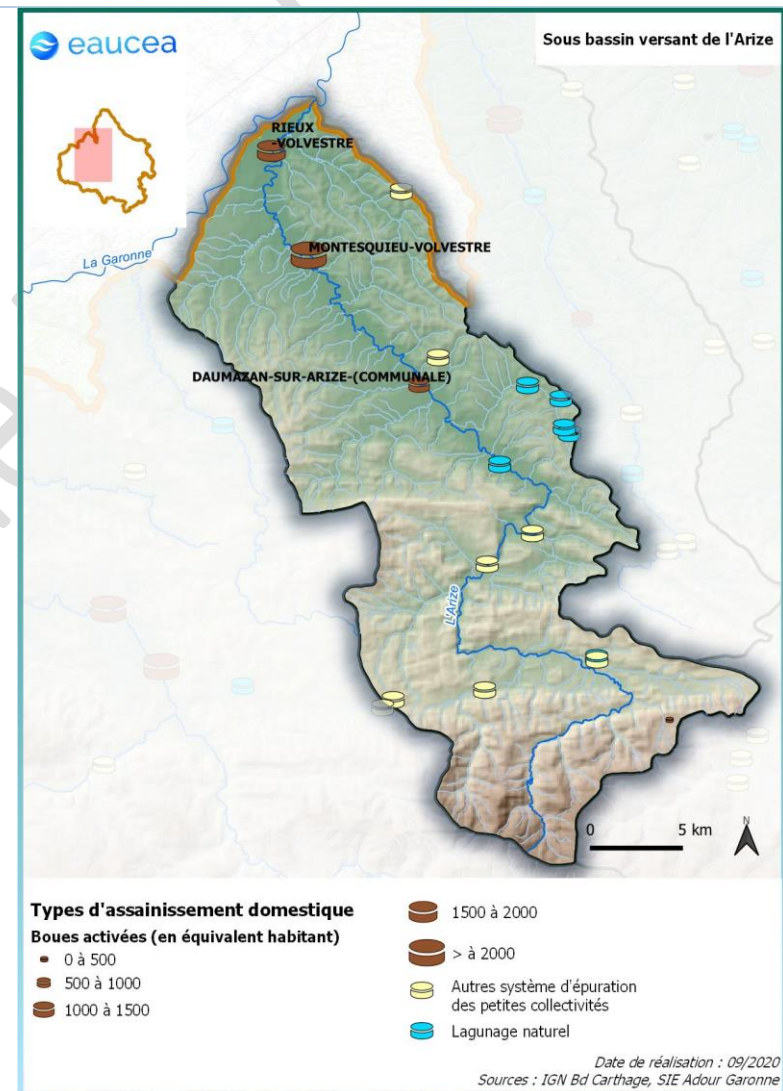 eaucea
Sous bassin versant de l'Arize
RIEUX
-VOLVESTRE
La Garonne
MONTESQUIEU-VOLVESTRE
DAUMAZAN-SUR-ARIZE-(COMMUNALE)
L'Arize
0 5 km
N
Types d'assainissement domestique
Boues activées (en équivalent habitant)
0 à 500
500 à 1000
1000 à 1500
1500 à 2000
> à 2000
Autres système d'épuration
des petites collectivités
Lagunage naturel
Date de réalisation : 09/2020
Sources : IGN Bd Carthage, SIE Adour Garonne